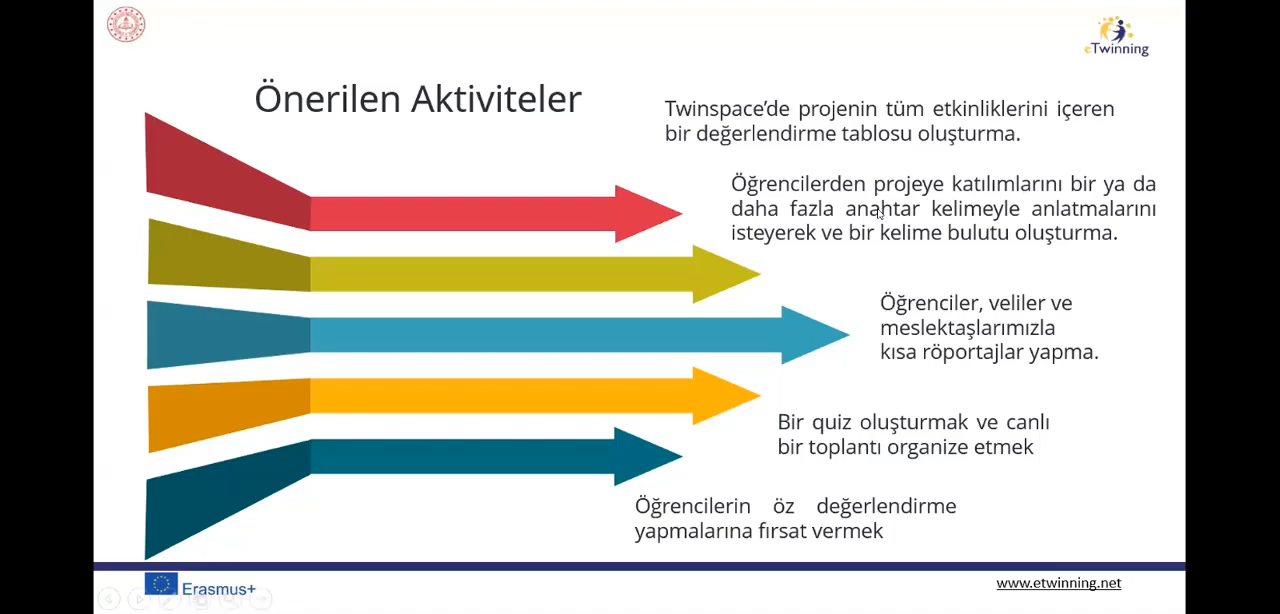 eTwinning
Önerilen Aktiviteler
Twinspace’de projenin tüm etkinliklerini içeren
bir değerlendirme tablosu oluşturma.
Öğrencilerden projeye katılımlarını bir ya da
daha fazla anahtar kelimeyle anlatmalarını
isteyerek ve bir kelime bulutu oluşturma.
Öğrenciler, veliler ve
meslektaşlarımızla
kısa röportajlar yapma.
Bir quiz oluşturmak ve canlı
bir toplantı organize etmek
Öğrencilerin öz değerlendirme
yapmalarına fırsat vermek
Erasmus+
www.etwinning.net